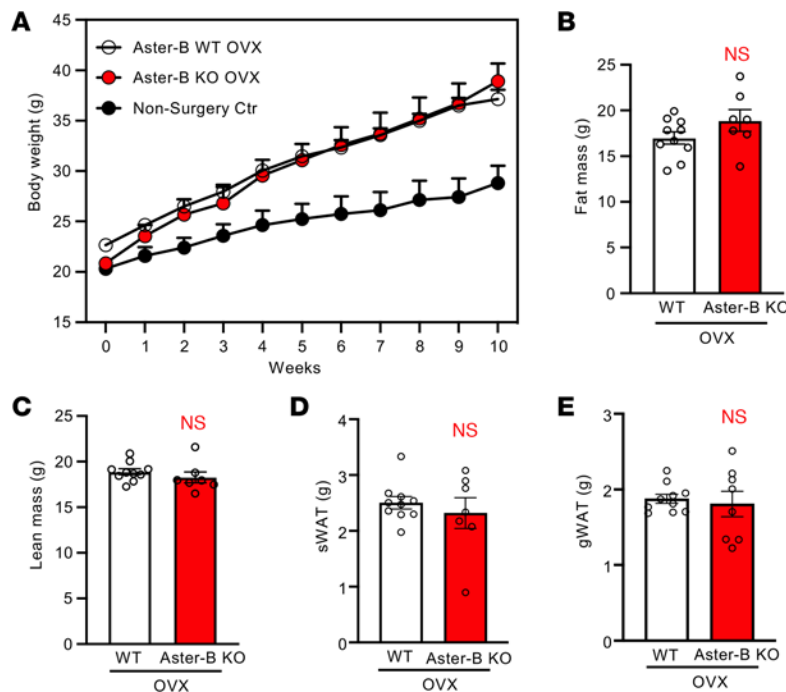 A
Body weight (g)
45
40
35
30
25
20
15
Aster-B WT OVX
Aster-B KO OVX
Non-Surgery Ctr
0 1 2 3 4 5 6 7 8 9 10
Weeks
B
NS
Fat mass (g)
25
20
15
10
5
0
WT Aster-B KO
OVX
C
NS
Lean mass (g)
25
20
15
10
5
0
WT Aster-B KO
OVX
D
NS
sWAT (g)
4
3
2
1
0
WT Aster-B KO
OVX
E
NS
gWAT (g)
3
2
1
0
WT Aster-B KO
OVX